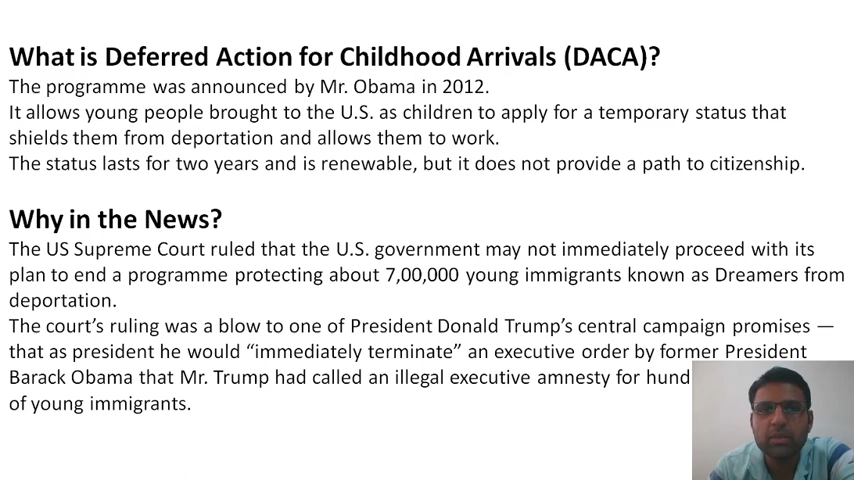 What is Deferred Action for Childhood Arrivals (DACA)?
The programme was announced by Mr. Obama in 2012.
It allows young people brought to the U.S. as children to apply for a temporary status that
shields them from deportation and allows them to work.
The status lasts for two years and is renewable, but it does not provide a path to citizenship.
Why in the News?
The US Supreme Court ruled that the U.S. government may not immediately proceed with its
plan to end a programme protecting about 7,00,000 young immigrants known as Dreamers from
deportation.
The court’s ruling was a blow to one of President Donald Trump’s central campaign promises —
that as president he would “immediately terminate” an executive order by former President
Barack Obama that Mr. Trump had called an illegal executive amnesty for hund
of young immigrants.